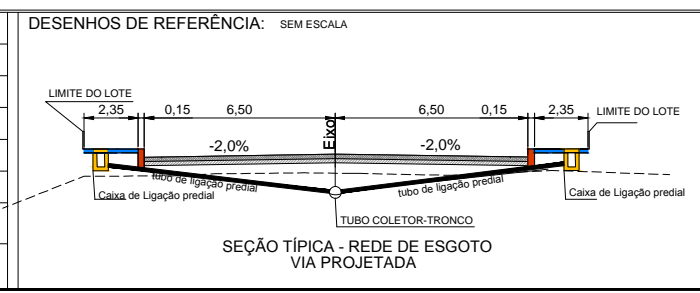 DESENHOS DE REFERÊNCIA: SEM ESCALA
LIMITE DO LOTE
2,35 0,15 6,50 6,50 0,15 2,35
LIMITE DO LOTE
Eixo
-2,0% -2,0%
tubo de ligação predial
tubo de ligação predial
Caixa de Ligação predial
Caixa de Ligação predial
TUBO COLETOR-TRONCO
SEÇÃO TÍPICA - REDE DE ESGOTO
VIA PROJETADA